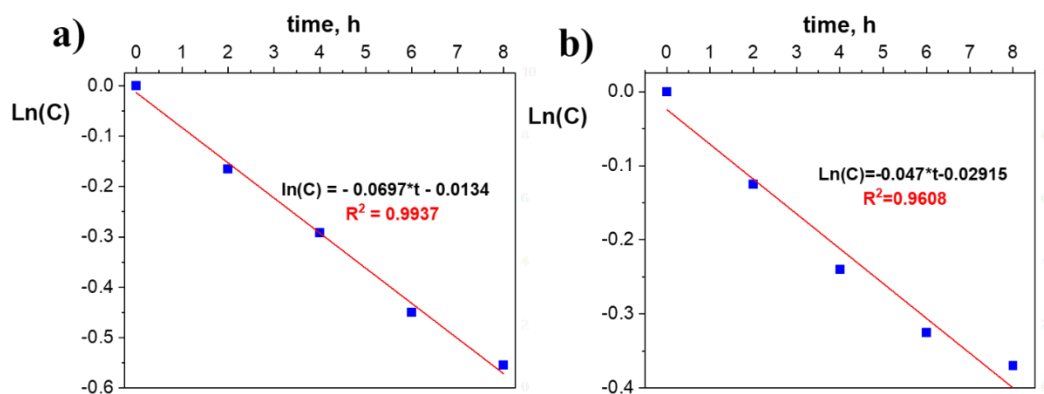 a)
time, h
0 1 2 3 4 5 6 7 8
Ln(C)
0.0
-0.1
-0.2
-0.3
-0.4
-0.5
-0.6
ln(C) = - 0.0697*t - 0.0134
R² = 0.9937
b)
time, h
0 1 2 3 4 5 6 7 8
Ln(C)
0.0
-0.1
-0.2
-0.3
-0.4
Ln(C)=-0.047*t-0.02915
R²=0.9608